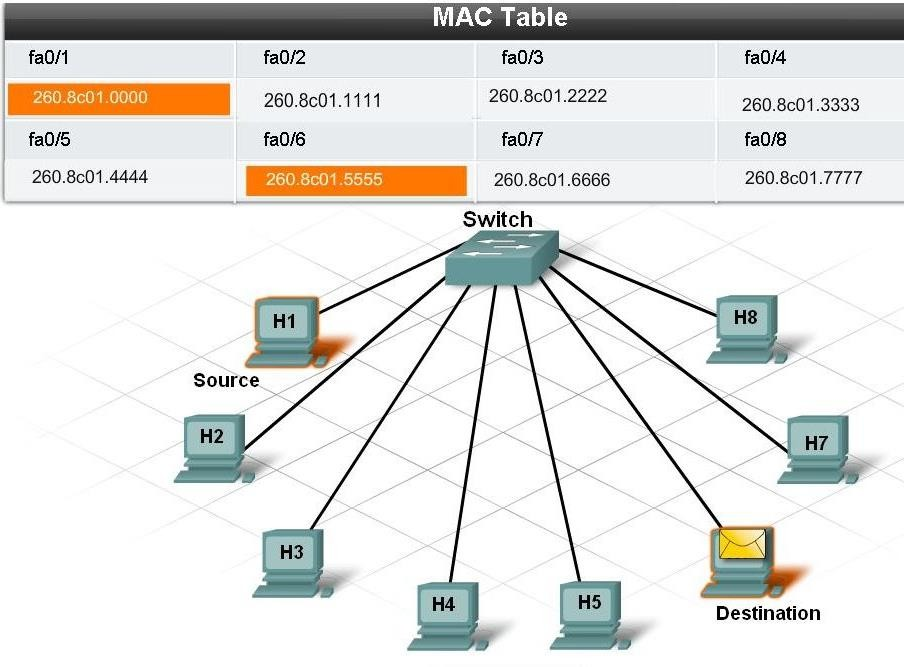 MAC Table
fa0/1 fa0/2 fa0/3 fa0/4
260.8c01.0000 260.8c01.1111 260.8c01.2222 260.8c01.3333
fa0/5 fa0/6 fa0/7 fa0/8
260.8c01.4444 260.8c01.5555 260.8c01.6666 260.8c01.7777
Switch
H1
H8
Source
H2
H7
H3
H4
H5
Destination